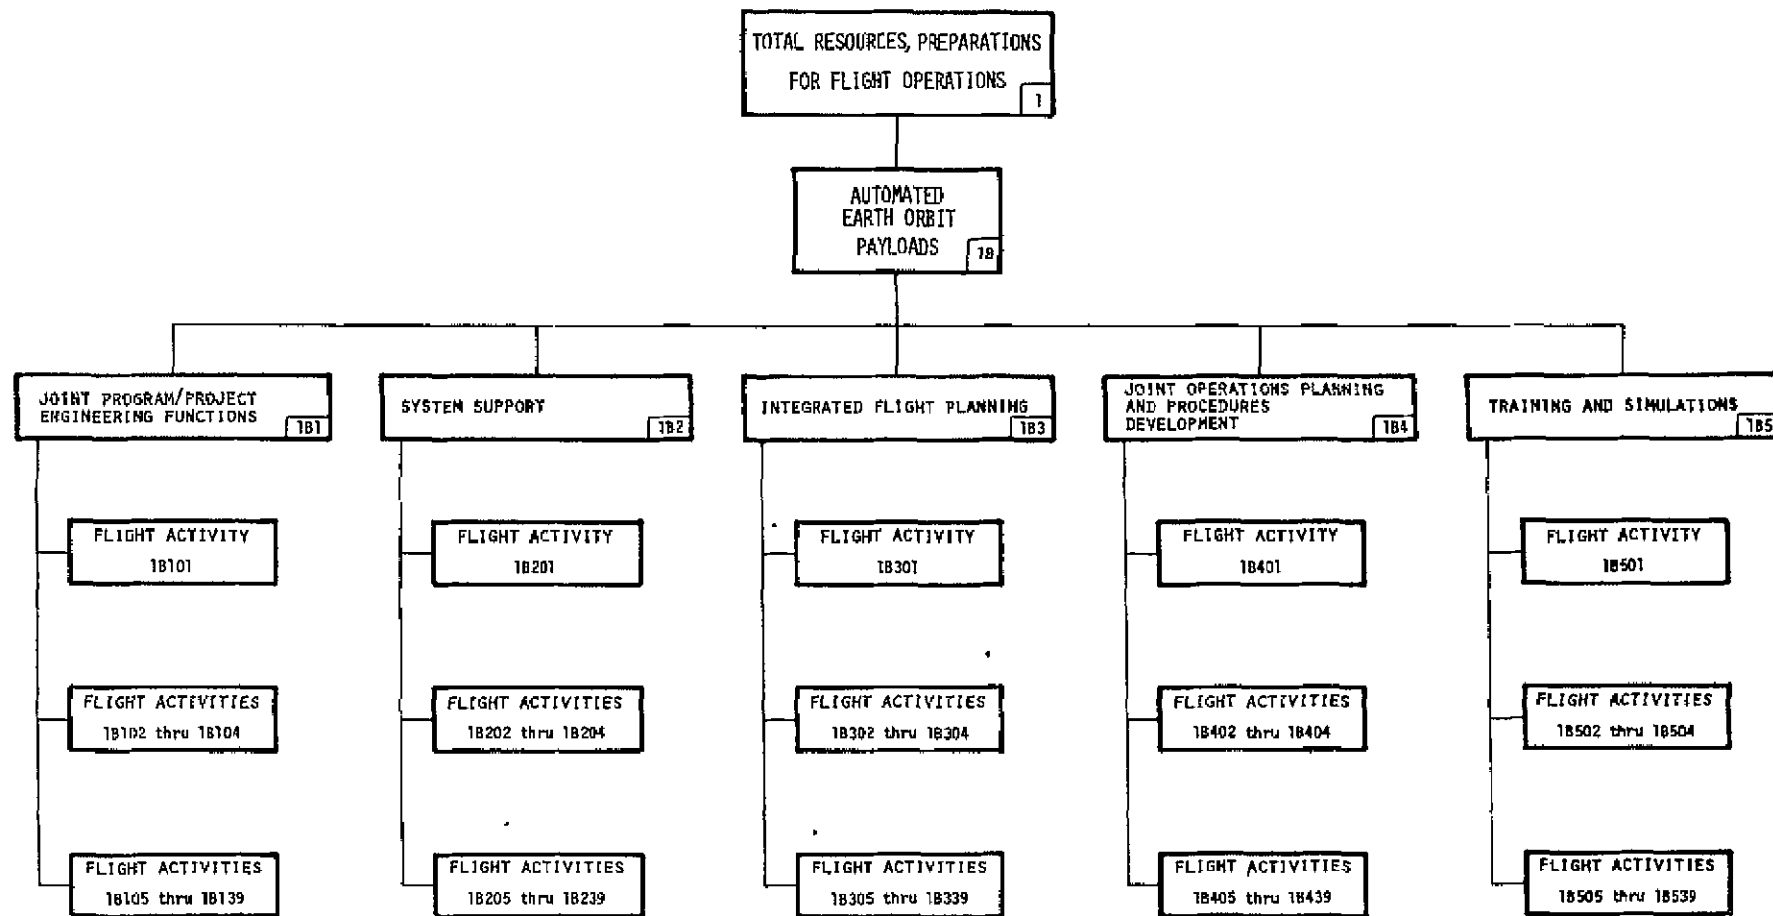 TOTAL RESOURCES, PREPARATIONS
FOR FLIGHT OPERATIONS
1
AUTOMATED
EARTH ORBIT
PAYLOADS
1B
JOINT PROGRAM/PROJECT
ENGINEERING FUNCTIONS
1B1
SYSTEM SUPPORT
1B2
INTEGRATED FLIGHT PLANNING
1B3
JOINT OPERATIONS PLANNING
AND PROCEDURES
DEVELOPMENT
1B4
TRAINING AND SIMULATIONS
1B5
FLIGHT ACTIVITY
1B101
FLIGHT ACTIVITY
1B201
FLIGHT ACTIVITY
1B301
FLIGHT ACTIVITY
1B401
FLIGHT ACTIVITY
1B501
FLIGHT ACTIVITIES
1B102 thru 1B104
FLIGHT ACTIVITIES
1B202 thru 1B204
FLIGHT ACTIVITIES
1B302 thru 1B304
FLIGHT ACTIVITIES
1B402 thru 1B404
FLIGHT ACTIVITIES
1B502 thru 1B504
FLIGHT ACTIVITIES
1B105 thru 1B139
FLIGHT ACTIVITIES
1B205 thru 1B239
FLIGHT ACTIVITIES
1B305 thru 1B339
FLIGHT ACTIVITIES
1B405 thru 1B439
FLIGHT ACTIVITIES
1B505 thru 1B539